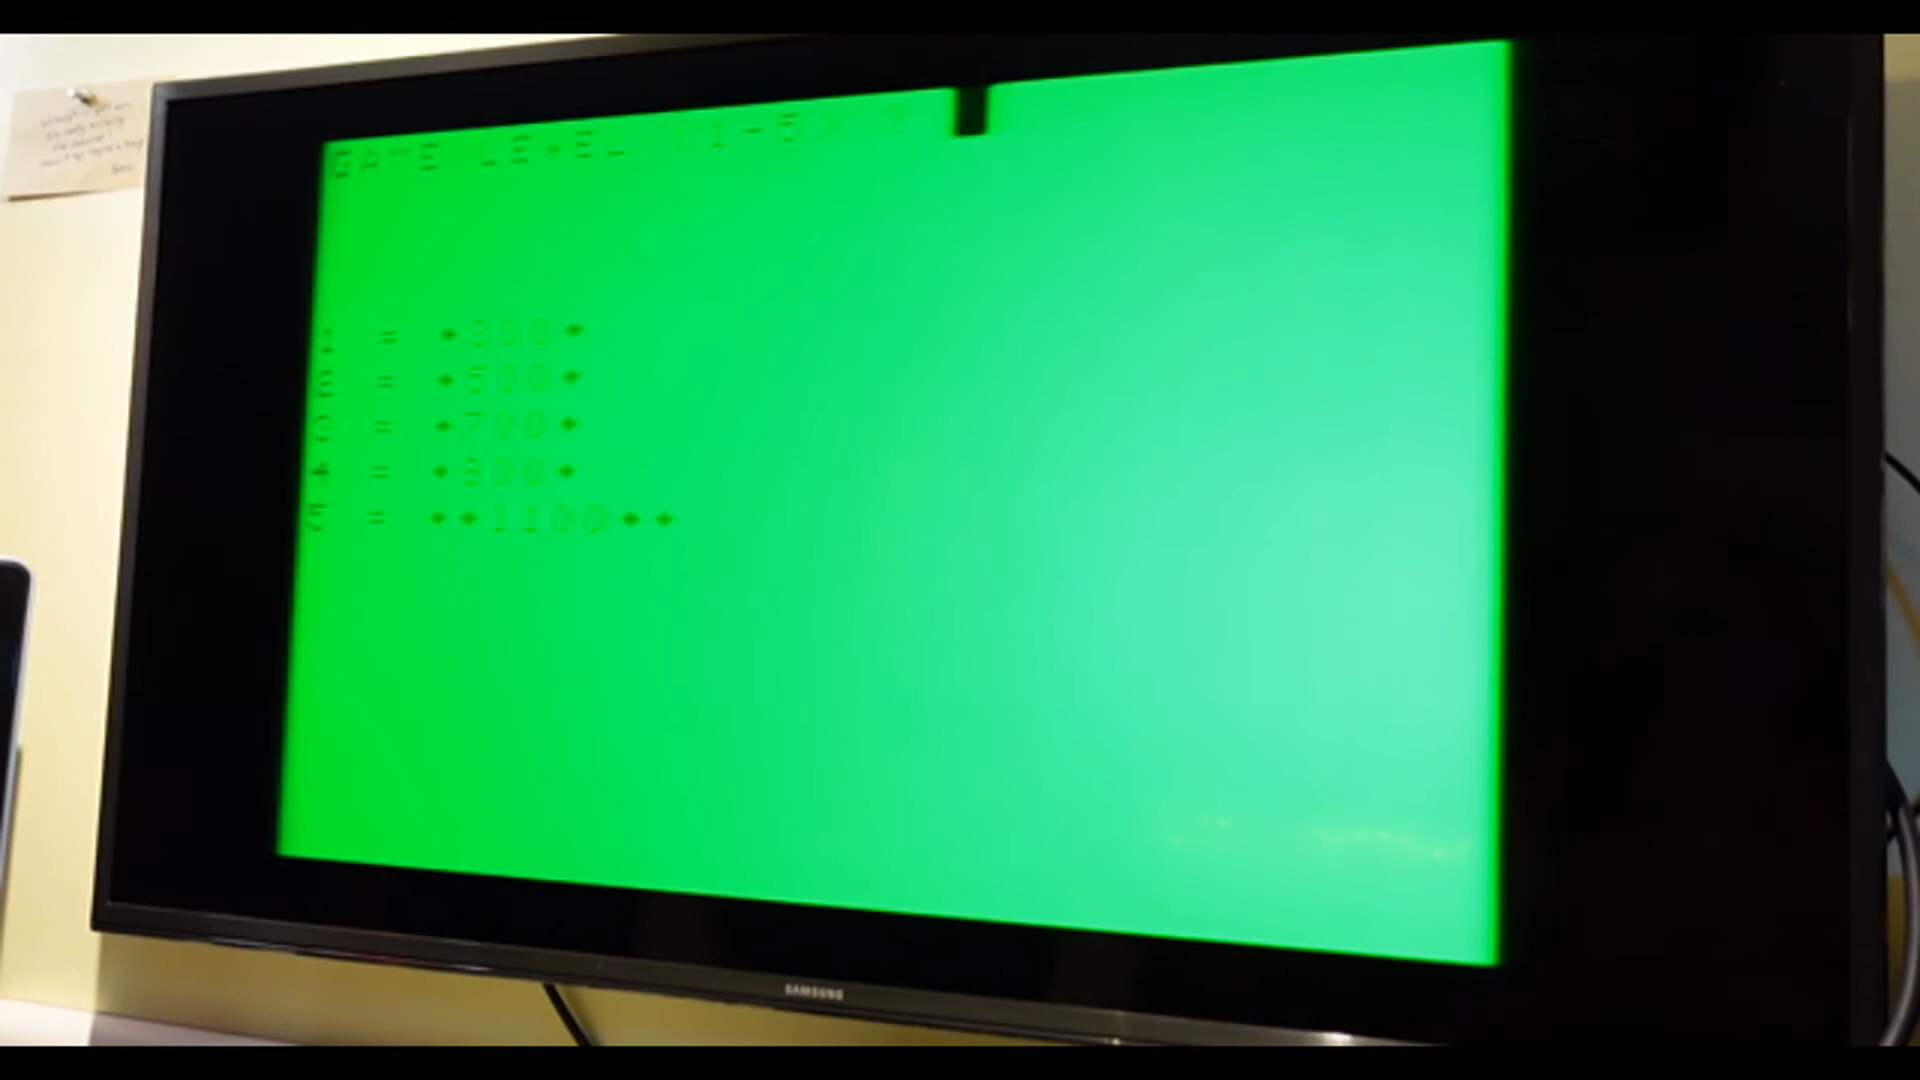 GAME LEVEL (1-5) ?
1 = *300*
2 = *500*
3 = *700*
4 = *900*
5 = **1100**
SAMSUNG